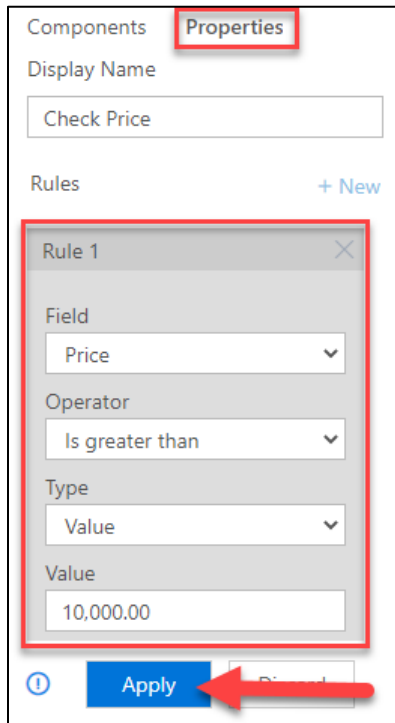 Components Properties
Display Name
Check Price
Rules + New
Rule 1
Field
Price
Operator
Is greater than
Type
Value
Value
10,000.00
Apply Discard